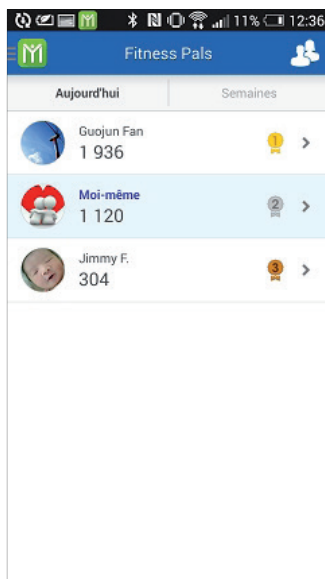 11% 12:36
M Fitness Pals
Aujourd'hui Semaines
Guojun Fan
1 936 1
Moi-même
1 120 2
Jimmy F.
304 3